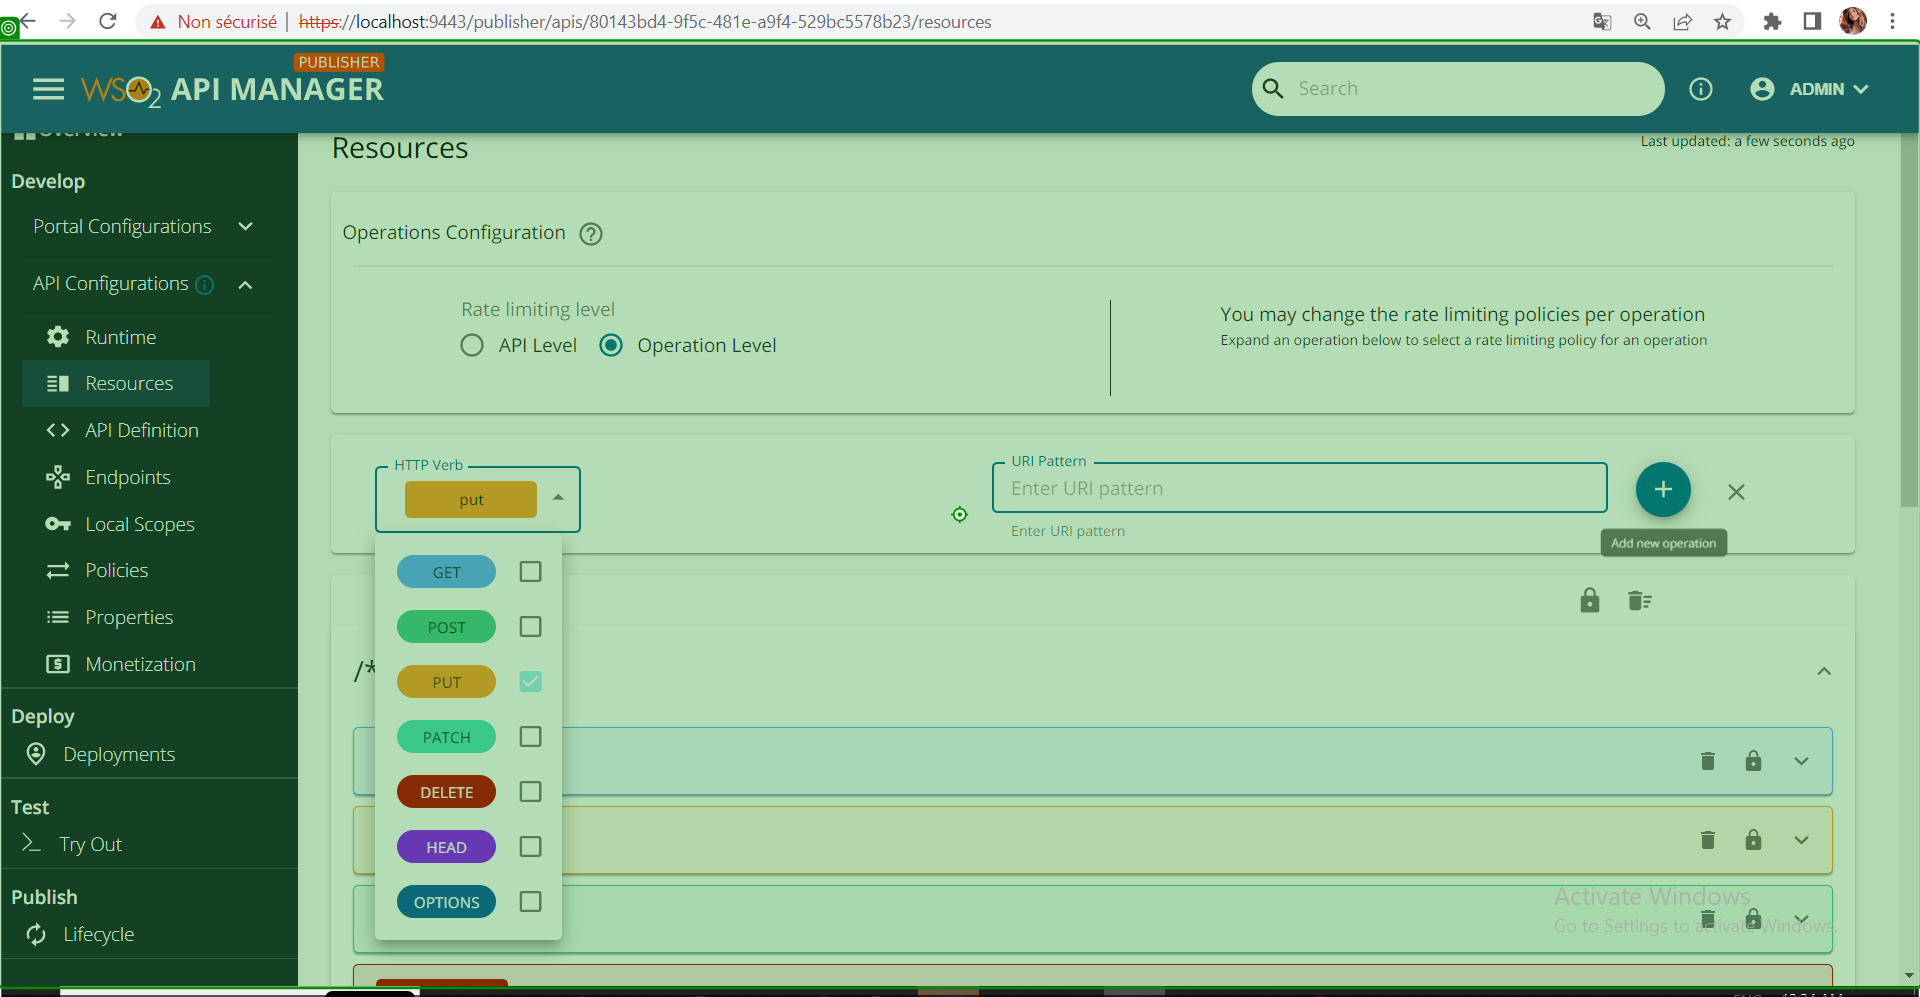 Non sécurisé | https://localhost:9443/publisher/apis/80143bd4-9f5c-481e-a9f4-529bc5578b23/resources
PUBLISHER
WSO2 API MANAGER
Search
ADMIN
Overview
Resources
Last updated: a few seconds ago
Develop
Portal Configurations
API Configurations
Runtime
Resources
API Definition
Endpoints
Local Scopes
Policies
Properties
Monetization
Deploy
Deployments
Test
Try Out
Publish
Lifecycle
Operations Configuration
Rate limiting level
API Level
Operation Level
You may change the rate limiting policies per operation
Expand an operation below to select a rate limiting policy for an operation
HTTP Verb
put
URI Pattern
Enter URI pattern
Enter URI pattern
Add new operation
GET
POST
PUT
PATCH
DELETE
HEAD
OPTIONS
/*
Activate Windows
Go to Settings to activate Windows.